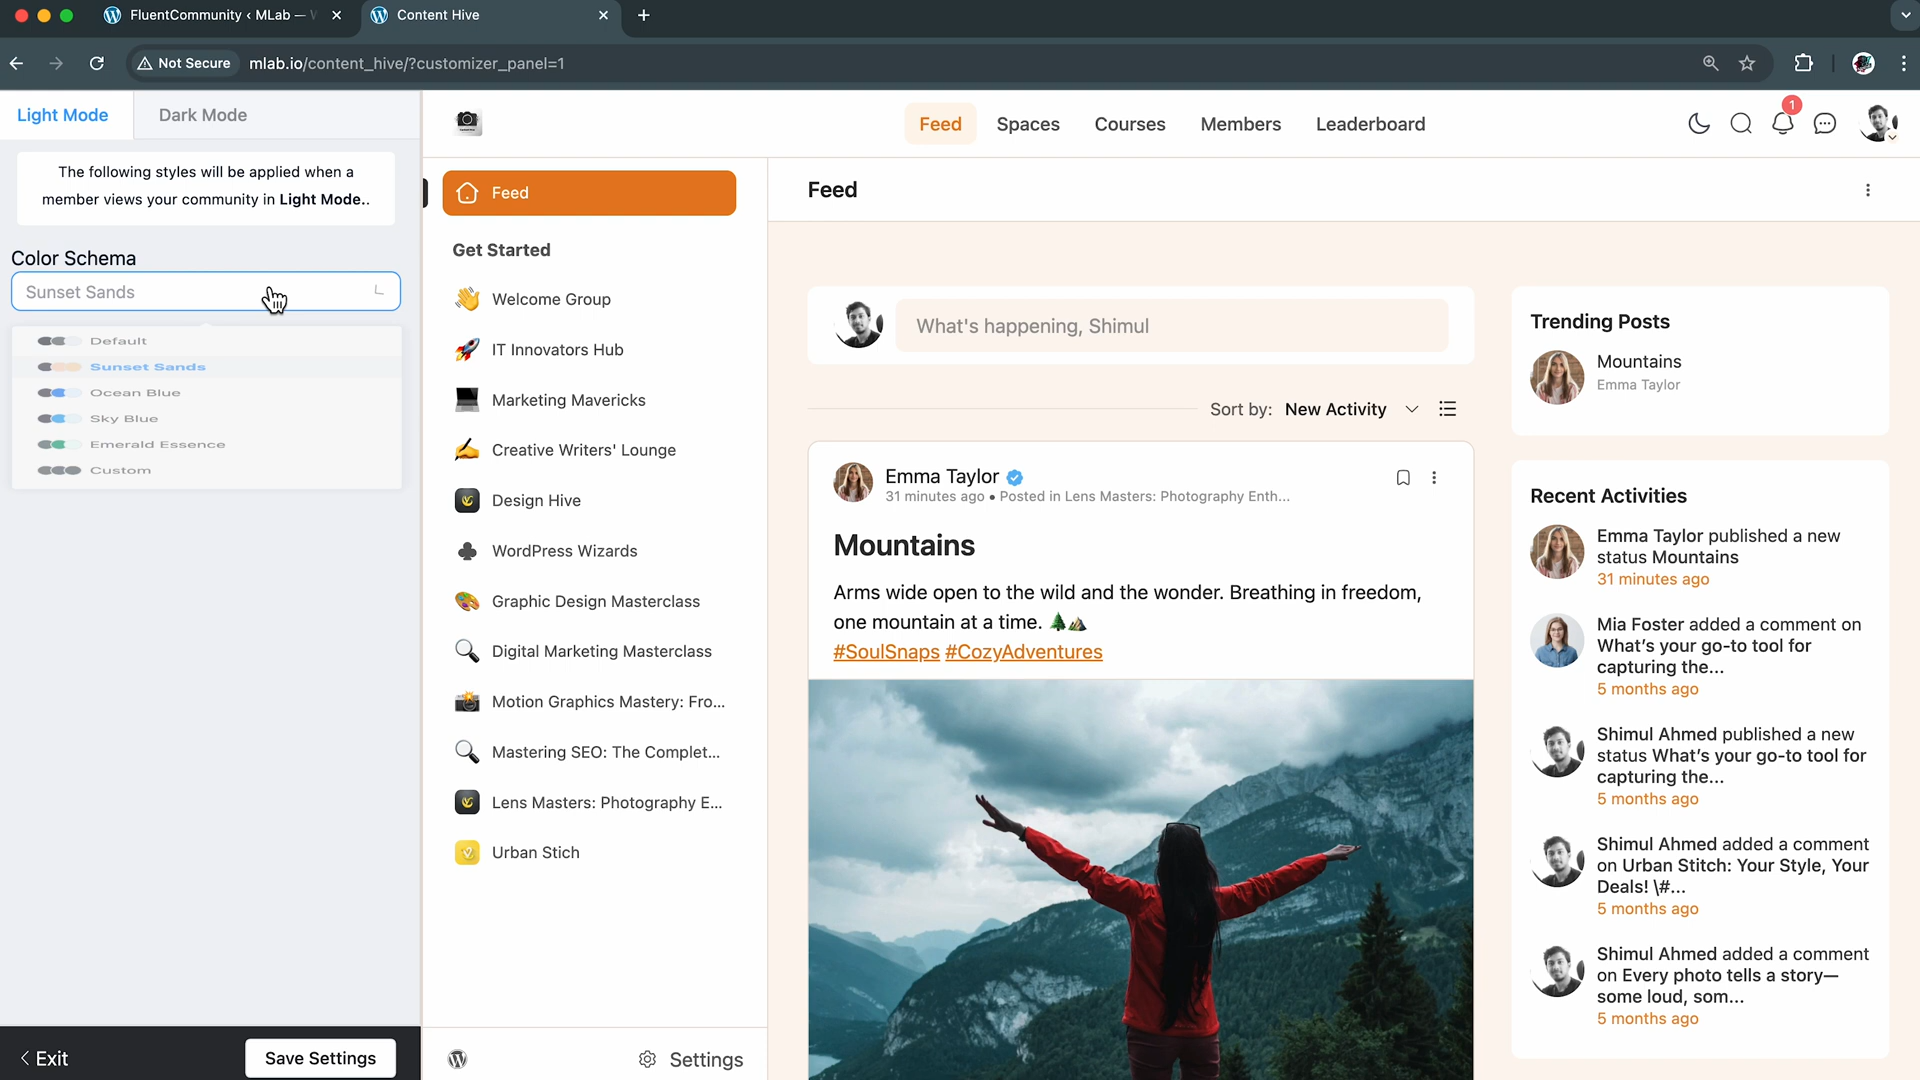 FluentCommunity ‹ MLab —
Content Hive
Not Secure
mlab.io/content_hive/?customizer_panel=1
Light Mode
Dark Mode
The following styles will be applied when a
member views your community in Light Mode..
Color Schema
Sunset Sands
Default
Sunset Sands
Ocean Blue
Sky Blue
Emerald Essence
Custom
Exit
Save Settings
Feed
Spaces
Courses
Members
Leaderboard
1
Feed
Get Started
Welcome Group
IT Innovators Hub
Marketing Mavericks
Creative Writers' Lounge
Design Hive
WordPress Wizards
Graphic Design Masterclass
Digital Marketing Masterclass
Motion Graphics Mastery: Fro...
Mastering SEO: The Complet...
Lens Masters: Photography E...
Urban Stich
Settings
Feed
What's happening, Shimul
Sort by: New Activity
Emma Taylor
31 minutes ago • Posted in Lens Masters: Photography Enth...
Mountains
Arms wide open to the wild and the wonder. Breathing in freedom,
one mountain at a time. 🌲⛰️
#SoulSnaps #CozyAdventures
Trending Posts
Mountains
Emma Taylor
Recent Activities
Emma Taylor published a new
status Mountains
31 minutes ago
Mia Foster added a comment on
What's your go-to tool for
capturing the...
5 months ago
Shimul Ahmed published a new
status What's your go-to tool for
capturing the...
5 months ago
Shimul Ahmed added a comment
on Urban Stitch: Your Style, Your
Deals! \#...
5 months ago
Shimul Ahmed added a comment
on Every photo tells a story—
some loud, som...
5 months ago